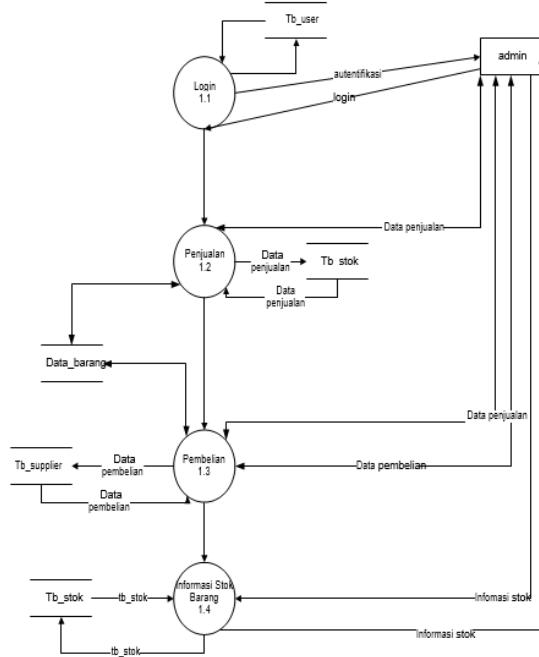 Tb_user
admin
autentifikasi
Login
1.1
login
Data penjualan
Penjualan
1.2
Data
penjualan
Tb_stok
Data
penjualan
Data_barang
Data penjualan
Pembelian
1.3
Data pembelian
Tb_supplier
Data
pembelian
Data
pembelian
Informasi Stok
Barang
1.4
Tb_stok
tb_stok
Infomasi stok
Informasi stok
tb_stok